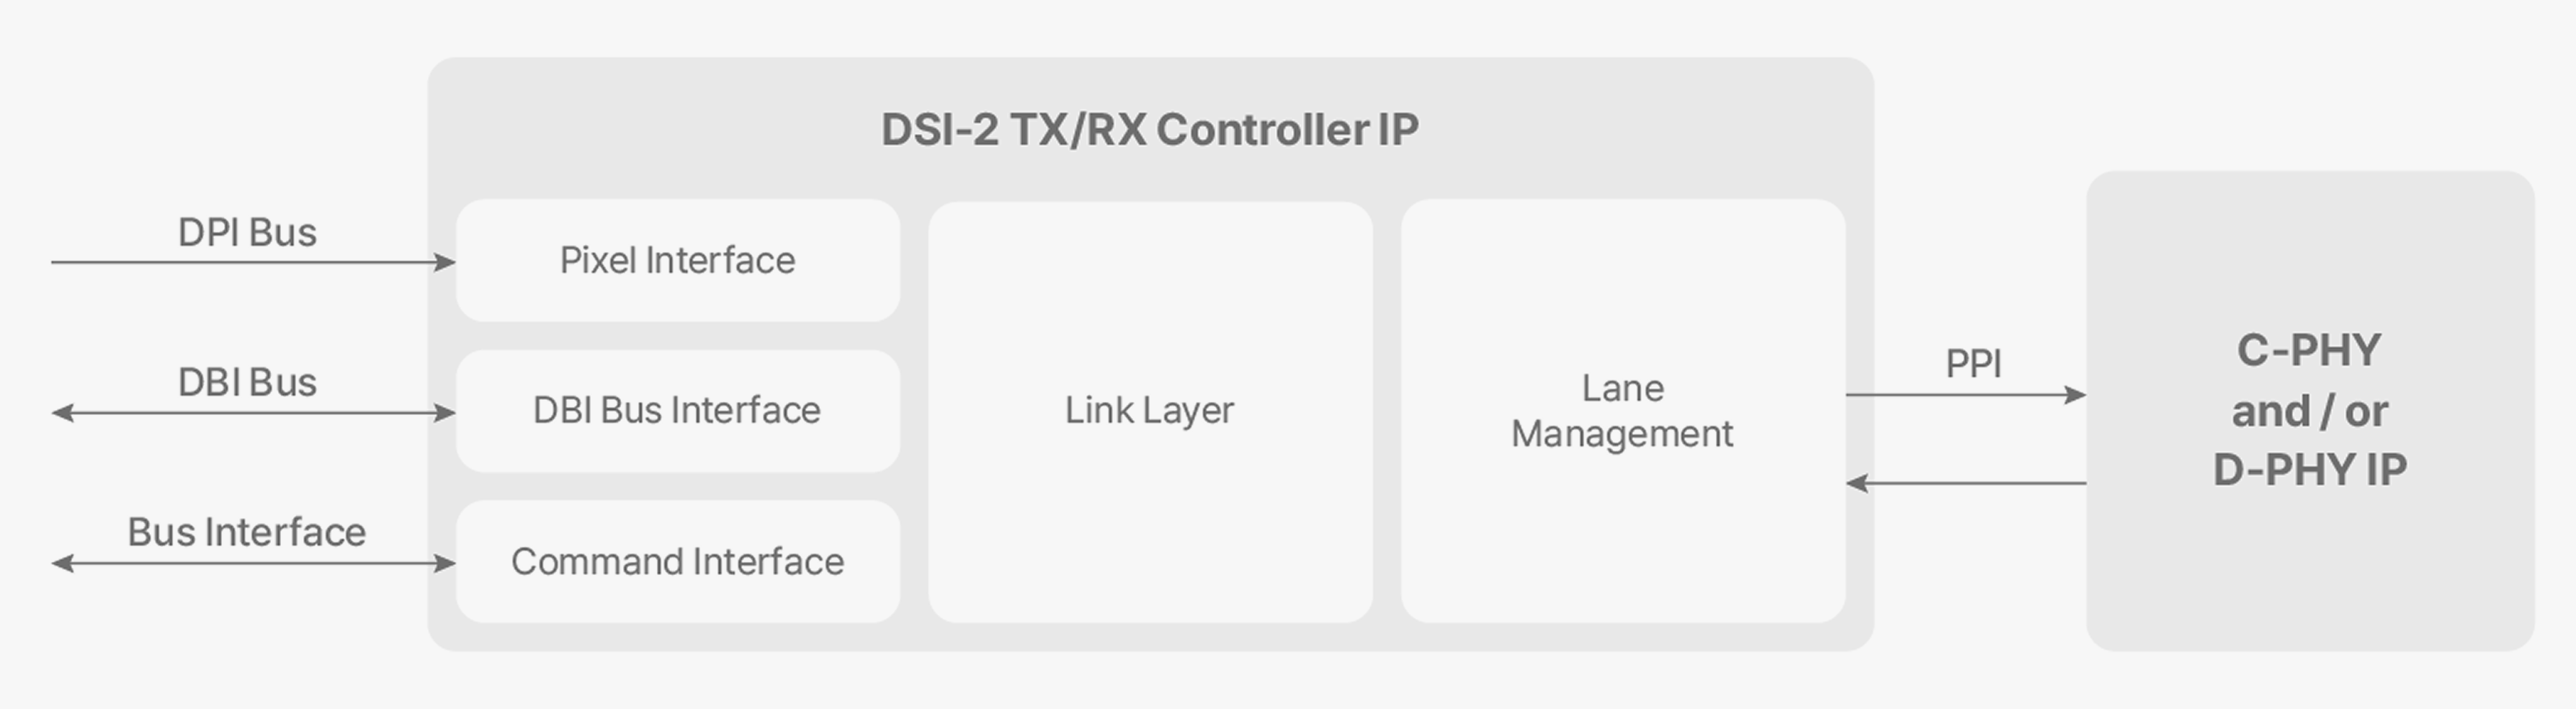 DSI-2 TX/RX Controller IP
DPI Bus
Pixel Interface
DBI Bus
DBI Bus Interface
Bus Interface
Command Interface
Link Layer
Lane
Management
PPI
C-PHY
and / or
D-PHY IP